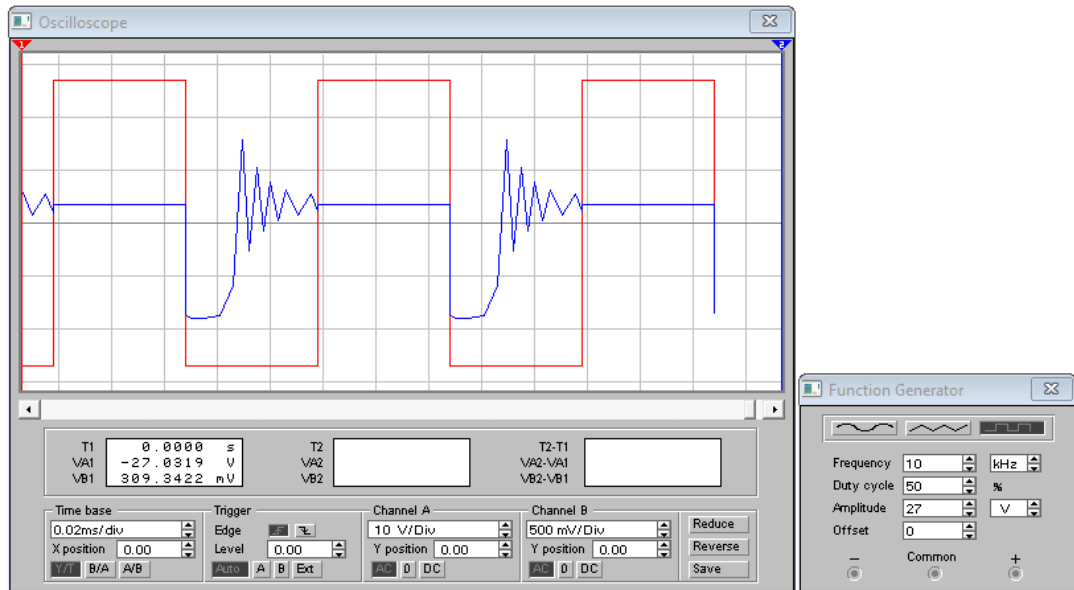 Oscilloscope
1
2
T1 0.0000 s
VA1 -27.0319 V
VB1 309.3422 mV
T2
VA2
VB2
T2-T1
VA2-VA1
VB2-VB1
Time base
0.02ms/div
X position 0.00
Y/T B/A A/B
Trigger
Edge
Level 0.00
Auto A B Ext
Channel A
10 V/Div
Y position 0.00
AC 0 DC
Channel B
500 mV/Div
Y position 0.00
AC 0 DC
Reduce
Reverse
Save
Function Generator
Frequency 10 kHz
Duty cycle 50 %
Amplitude 27 V
Offset 0
− Common +